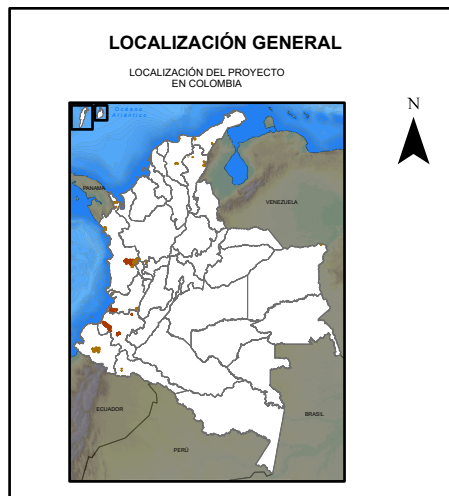 LOCALIZACIÓN GENERAL
LOCALIZACIÓN DEL PROYECTO
EN COLOMBIA
N
Océano
Atlántico
PANAMA
VENEZUELA
ECUADOR
BRASIL
PERÚ